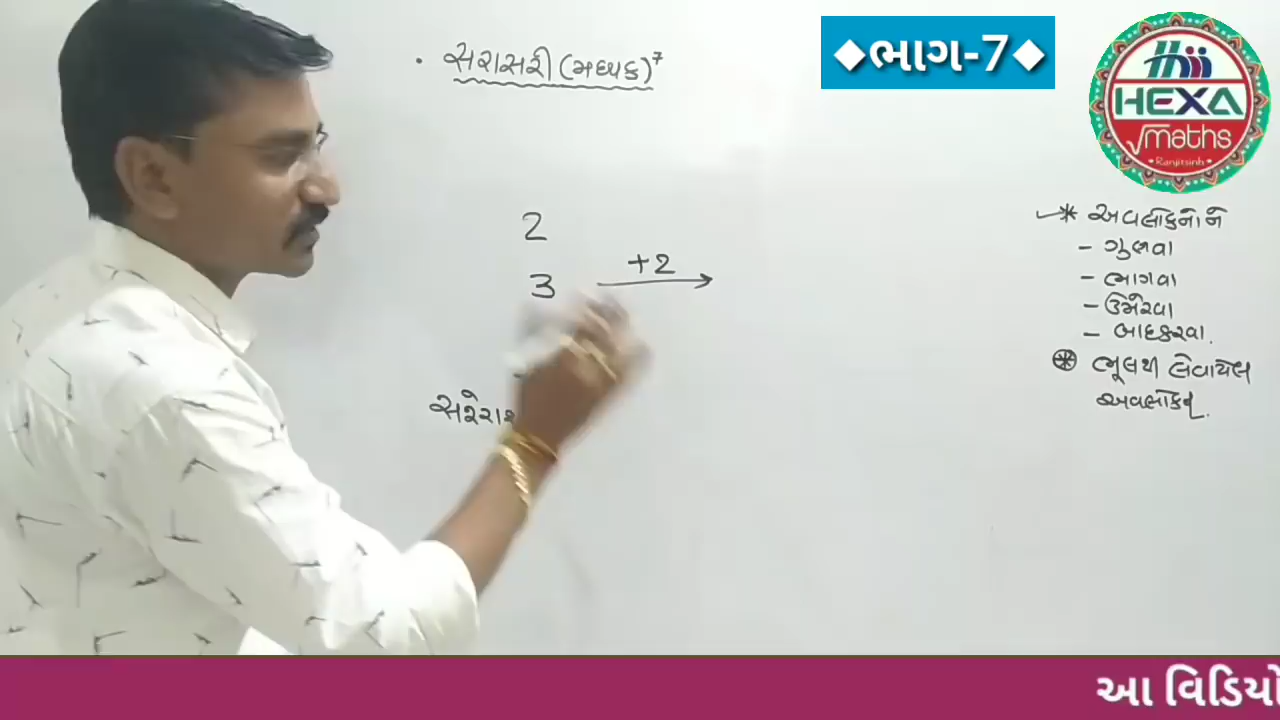 • સરાસરી (મધ્યક)⁷
◆ભાગ-7◆
HEXA
√maths
• Ranjitsinh •
2
3
+2
* અવલોકનોને
- ગુણવા
- ભાગવા
- ઉમેરવા
- બાદકરવા.
⊛ ભૂલથી લેવાયેલ
અવલોકન.
આ વિડિયો